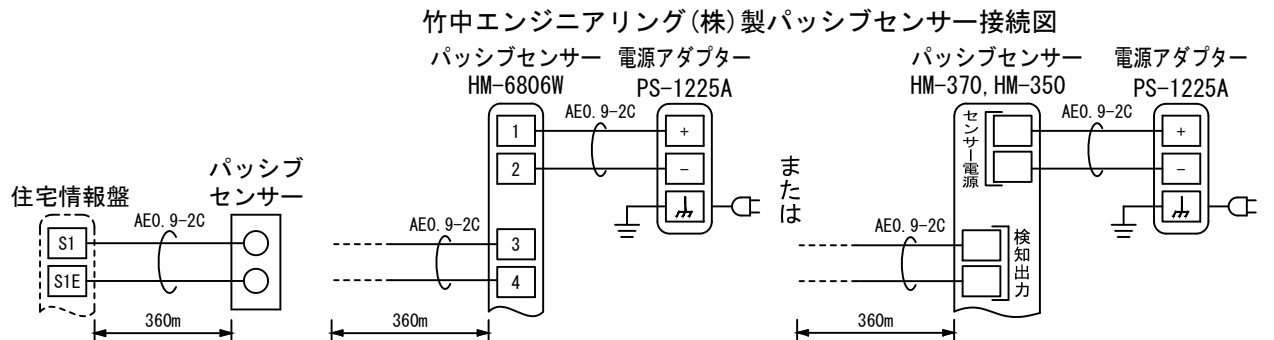 竹中エンジニアリング(株)製パッシブセンサー接続図
住宅情報盤
パッシブ
センサー
AE0.9-2C
S1
S1E
360m
パッシブセンサー
HM-6806W
電源アダプター
PS-1225A
AE0.9-2C
1
2
+
−
AE0.9-2C
3
4
360m
または
パッシブセンサー
HM-370,HM-350
電源アダプター
PS-1225A
センサー電源
AE0.9-2C
+
−
AE0.9-2C
検知出力
360m